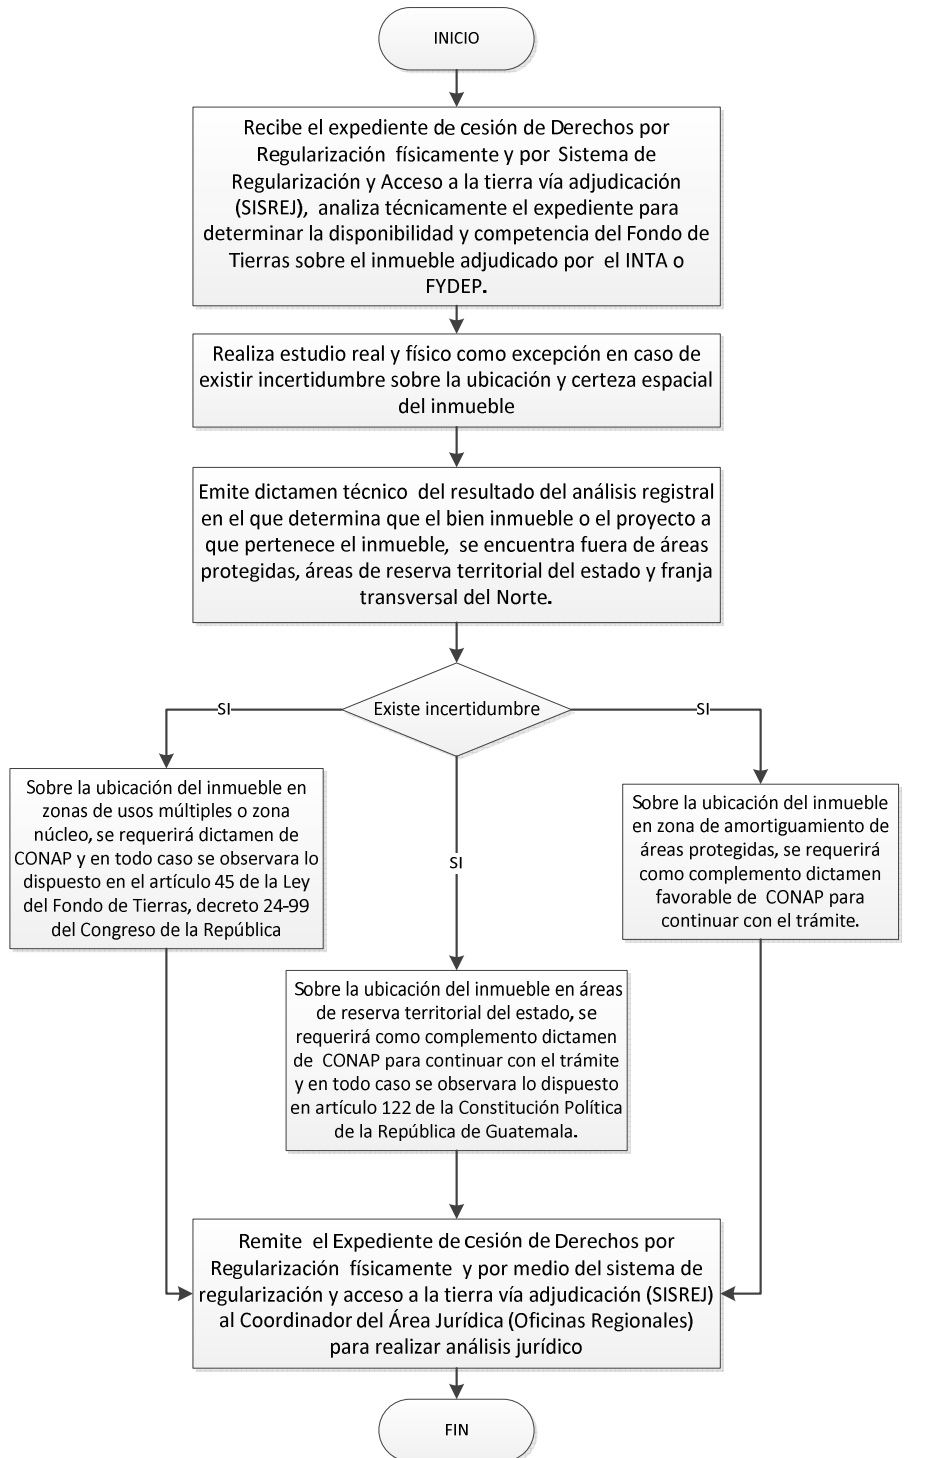 INICIO
Recibe el expediente de cesión de Derechos por
Regularización físicamente y por Sistema de
Regularización y Acceso a la tierra vía adjudicación
(SISREJ), analiza técnicamente el expediente para
determinar la disponibilidad y competencia del Fondo de
Tierras sobre el inmueble adjudicado por el INTA o
FYDEP.
Realiza estudio real y físico como excepción en caso de
existir incertidumbre sobre la ubicación y certeza espacial
del inmueble
Emite dictamen técnico del resultado del análisis registral
en el que determina que el bien inmueble o el proyecto a
que pertenece el inmueble, se encuentra fuera de áreas
protegidas, áreas de reserva territorial del estado y franja
transversal del Norte.
Existe incertidumbre
SI
SI
SI
Sobre la ubicación del inmueble en
zonas de usos múltiples o zona
núcleo, se requerirá dictamen de
CONAP y en todo caso se observara lo
dispuesto en el artículo 45 de la Ley
del Fondo de Tierras, decreto 24-99
del Congreso de la República
Sobre la ubicación del inmueble
en zona de amortiguamiento de
áreas protegidas, se requerirá
como complemento dictamen
favorable de CONAP para
continuar con el trámite.
Sobre la ubicación del inmueble en áreas
de reserva territorial del estado, se
requerirá como complemento dictamen
de CONAP para continuar con el trámite
y en todo caso se observara lo dispuesto
en artículo 122 de la Constitución Política
de la República de Guatemala.
Remite el Expediente de cesión de Derechos por
Regularización físicamente y por medio del sistema de
regularización y acceso a la tierra vía adjudicación (SISREJ)
al Coordinador del Área Jurídica (Oficinas Regionales)
para realizar análisis jurídico
FIN